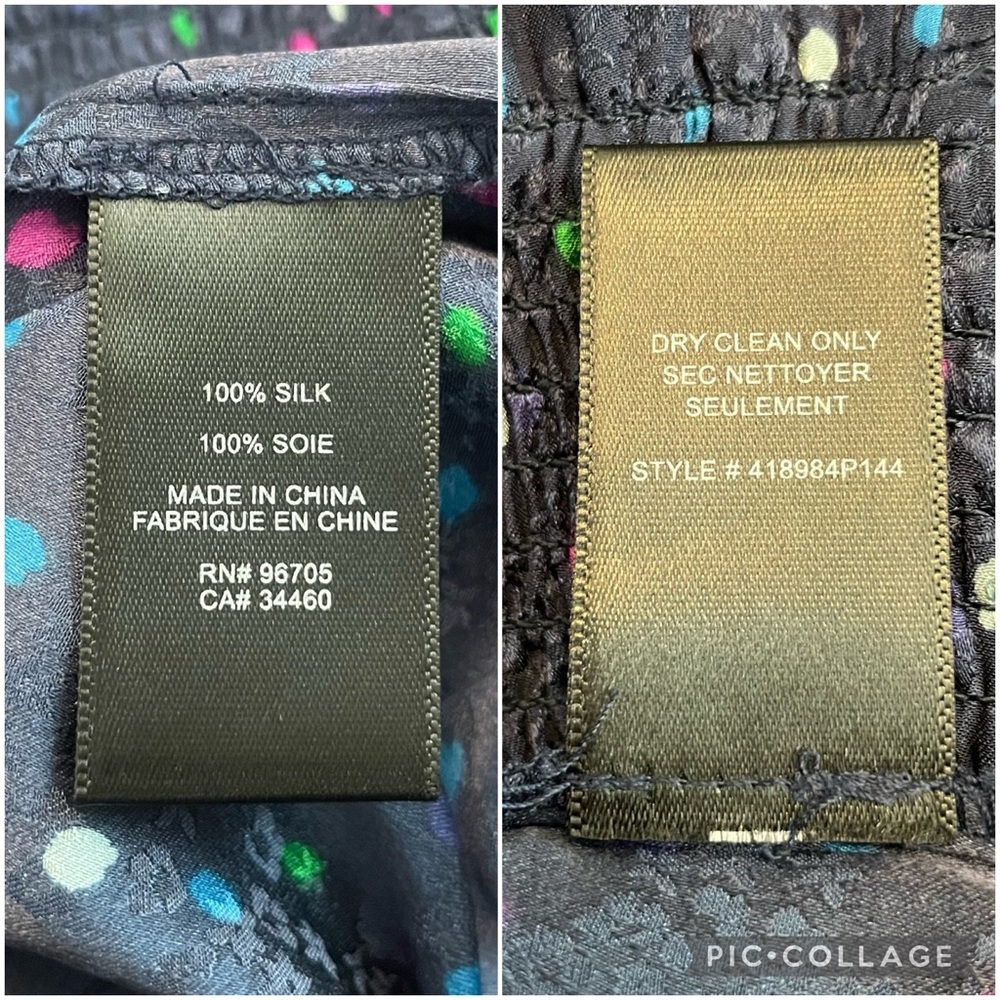 100% SILK
100% SOIE
MADE IN CHINA
FABRIQUE EN CHINE
RN# 96705
CA# 34460
DRY CLEAN ONLY
SEC NETTOYER
SEULEMENT
STYLE # 418984P144
PIC•COLLAGE